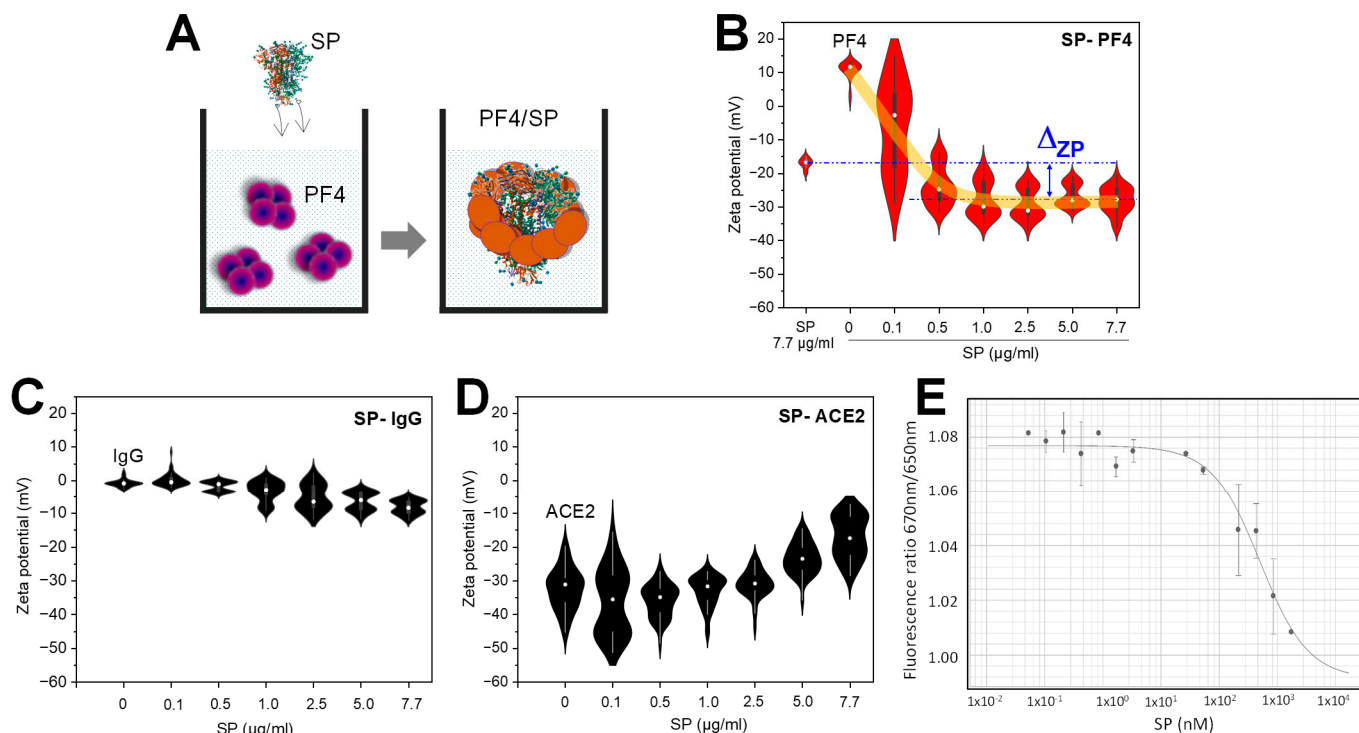 A
SP
PF4
PF4/SP
B
SP- PF4
PF4
Δ_ZP
Zeta potential (mV)
20
10
0
−10
−20
−30
−40
−50
−60
SP
7.7 µg/ml
0
0.1
0.5
1.0
2.5
5.0
7.7
SP (µg/ml)
C
SP- IgG
IgG
Zeta potential (mV)
20
10
0
−10
−20
−30
−40
−50
−60
0
0.1
0.5
1.0
2.5
5.0
7.7
SP (µg/ml)
D
SP- ACE2
ACE2
Zeta potential (mV)
20
10
0
−10
−20
−30
−40
−50
−60
0
0.1
0.5
1.0
2.5
5.0
7.7
SP (µg/ml)
E
Fluorescence ratio 670nm/650nm
1.08
1.06
1.04
1.02
1.00
1x10⁻²
1x10⁻¹
1x10⁰
1x10¹
1x10²
1x10³
1x10⁴
SP (nM)